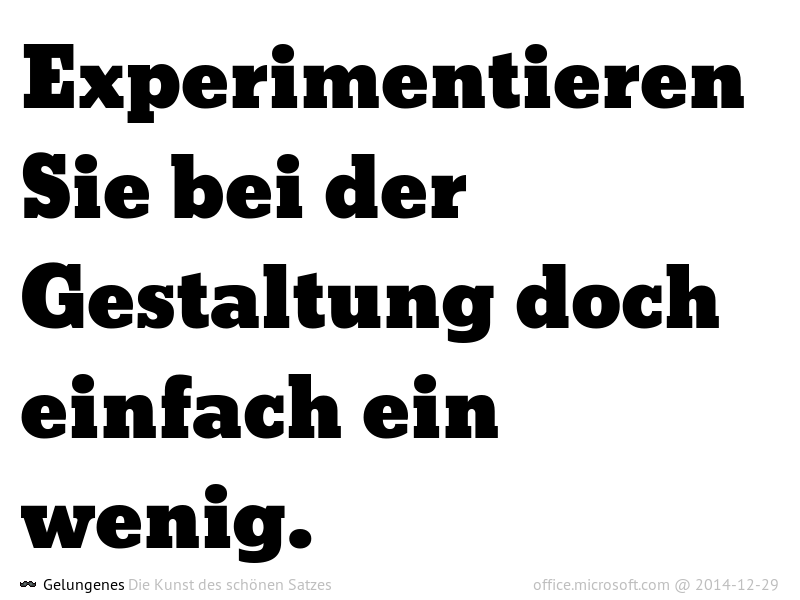 Experimentieren
Sie bei der
Gestaltung doch
einfach ein
wenig.
Gelungenes Die Kunst des schönen Satzes office.microsoft.com @ 2014-12-29